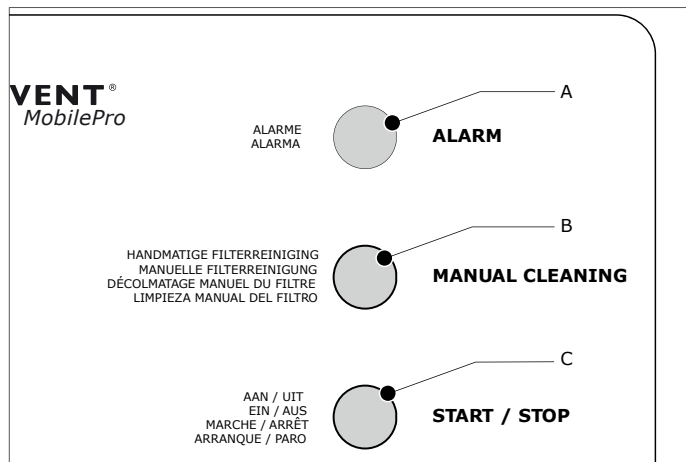 VENT®
MobilePro
A
ALARME
ALARMA
ALARM
B
HANDMATIGE FILTERREINIGING
MANUELLE FILTERREINIGUNG
DÉCOLMATAGE MANUEL DU FILTRE
LIMPIEZA MANUAL DEL FILTRO
MANUAL CLEANING
C
AAN / UIT
EIN / AUS
MARCHE / ARRÊT
ARRANQUE / PARO
START / STOP